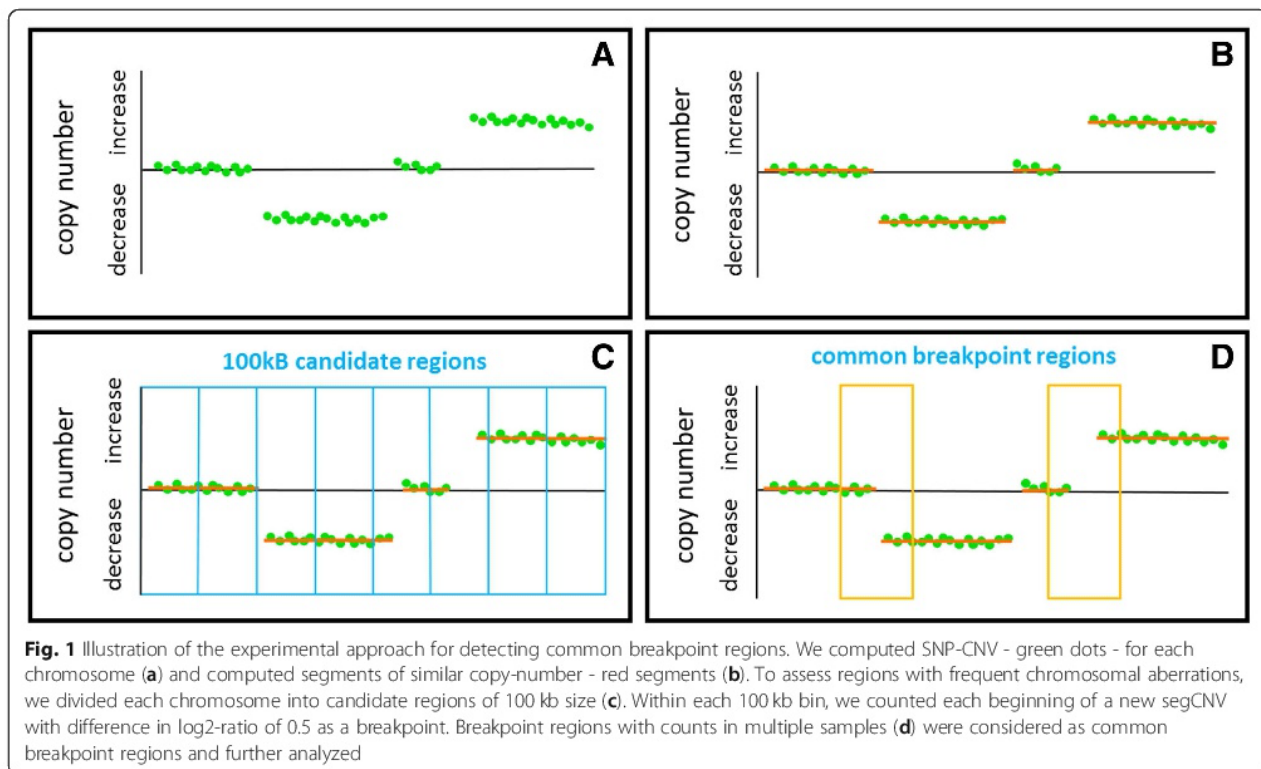 A
increase
copy number
decrease
B
increase
copy number
decrease
C
100kB candidate regions
increase
copy number
decrease
D
common breakpoint regions
increase
copy number
decrease
Fig. 1 Illustration of the experimental approach for detecting common breakpoint regions. We computed SNP-CNV - green dots - for each
chromosome (a) and computed segments of similar copy-number - red segments (b). To assess regions with frequent chromosomal aberrations,
we divided each chromosome into candidate regions of 100 kb size (c). Within each 100 kb bin, we counted each beginning of a new segCNV
with difference in log2-ratio of 0.5 as a breakpoint. Breakpoint regions with counts in multiple samples (d) were considered as common
breakpoint regions and further analyzed